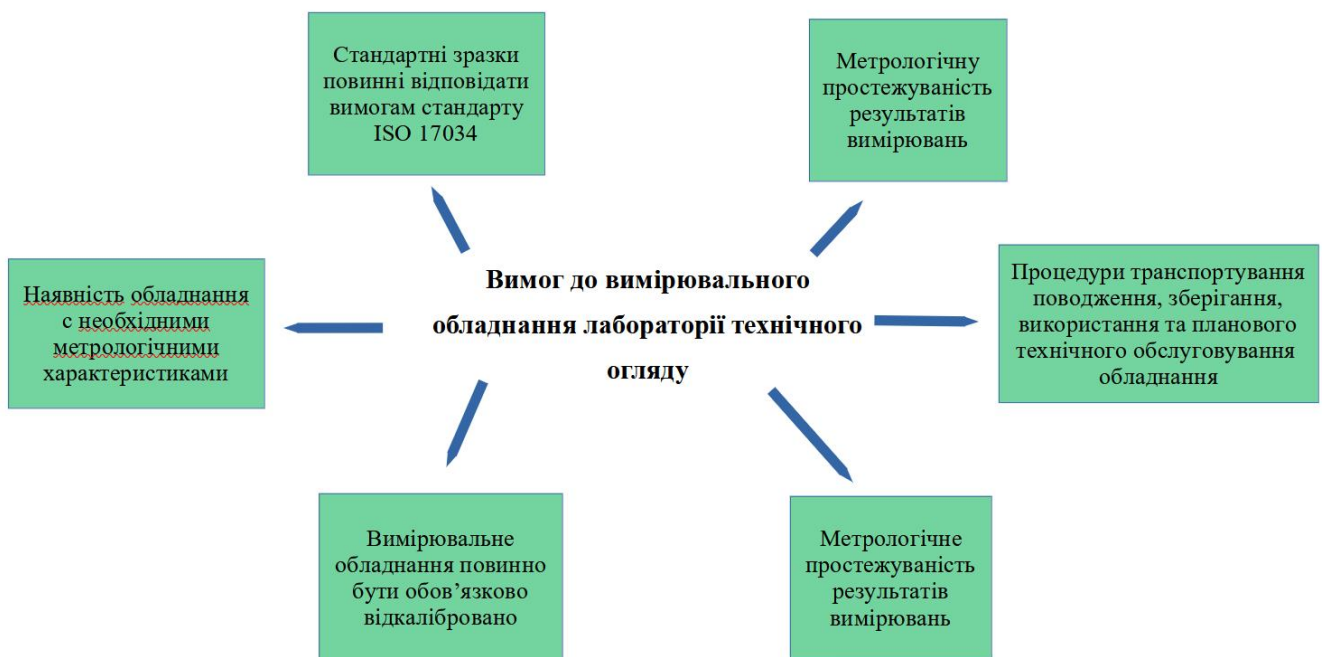 Стандартні зразки
повинні відповідати
вимогам стандарту
ISO 17034
Метрологічну
простежуваність
результатів
вимірювань
Наявність обладнання
с необхідними
метрологічними
характеристиками
Вимог до вимірювального
обладнання лабораторії технічного
огляду
Процедури транспортування
поводження, зберігання,
використання та планового
технічного обслуговування
обладнання
Вимірювальне
обладнання повинно
бути обов’язково
відкалібровано
Метрологічне
простежуваність
результатів
вимірювань